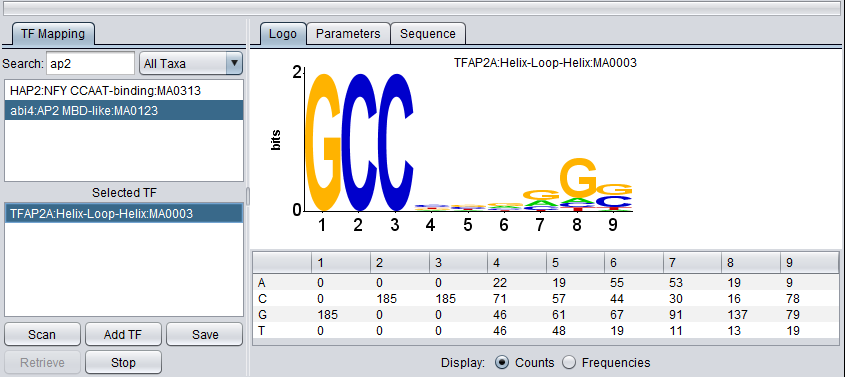 TF Mapping
Search: ap2 All Taxa
HAP2:NFY CCAAT-binding:MA0313
abi4:AP2 MBD-like:MA0123
Selected TF
TFAP2A:Helix-Loop-Helix:MA0003
Scan Add TF Save
Retrieve Stop
Logo Parameters Sequence
TFAP2A:Helix-Loop-Helix:MA0003
2
bits
0
GCC
G
G
G
A
A
C
1 2 3 4 5 6 7 8 9
1 2 3 4 5 6 7 8 9
A 0 0 0 22 19 55 53 19 9
C 0 185 185 71 57 44 30 16 78
G 185 0 0 46 61 67 91 137 79
T 0 0 0 46 48 19 11 13 19
Display: Counts Frequencies